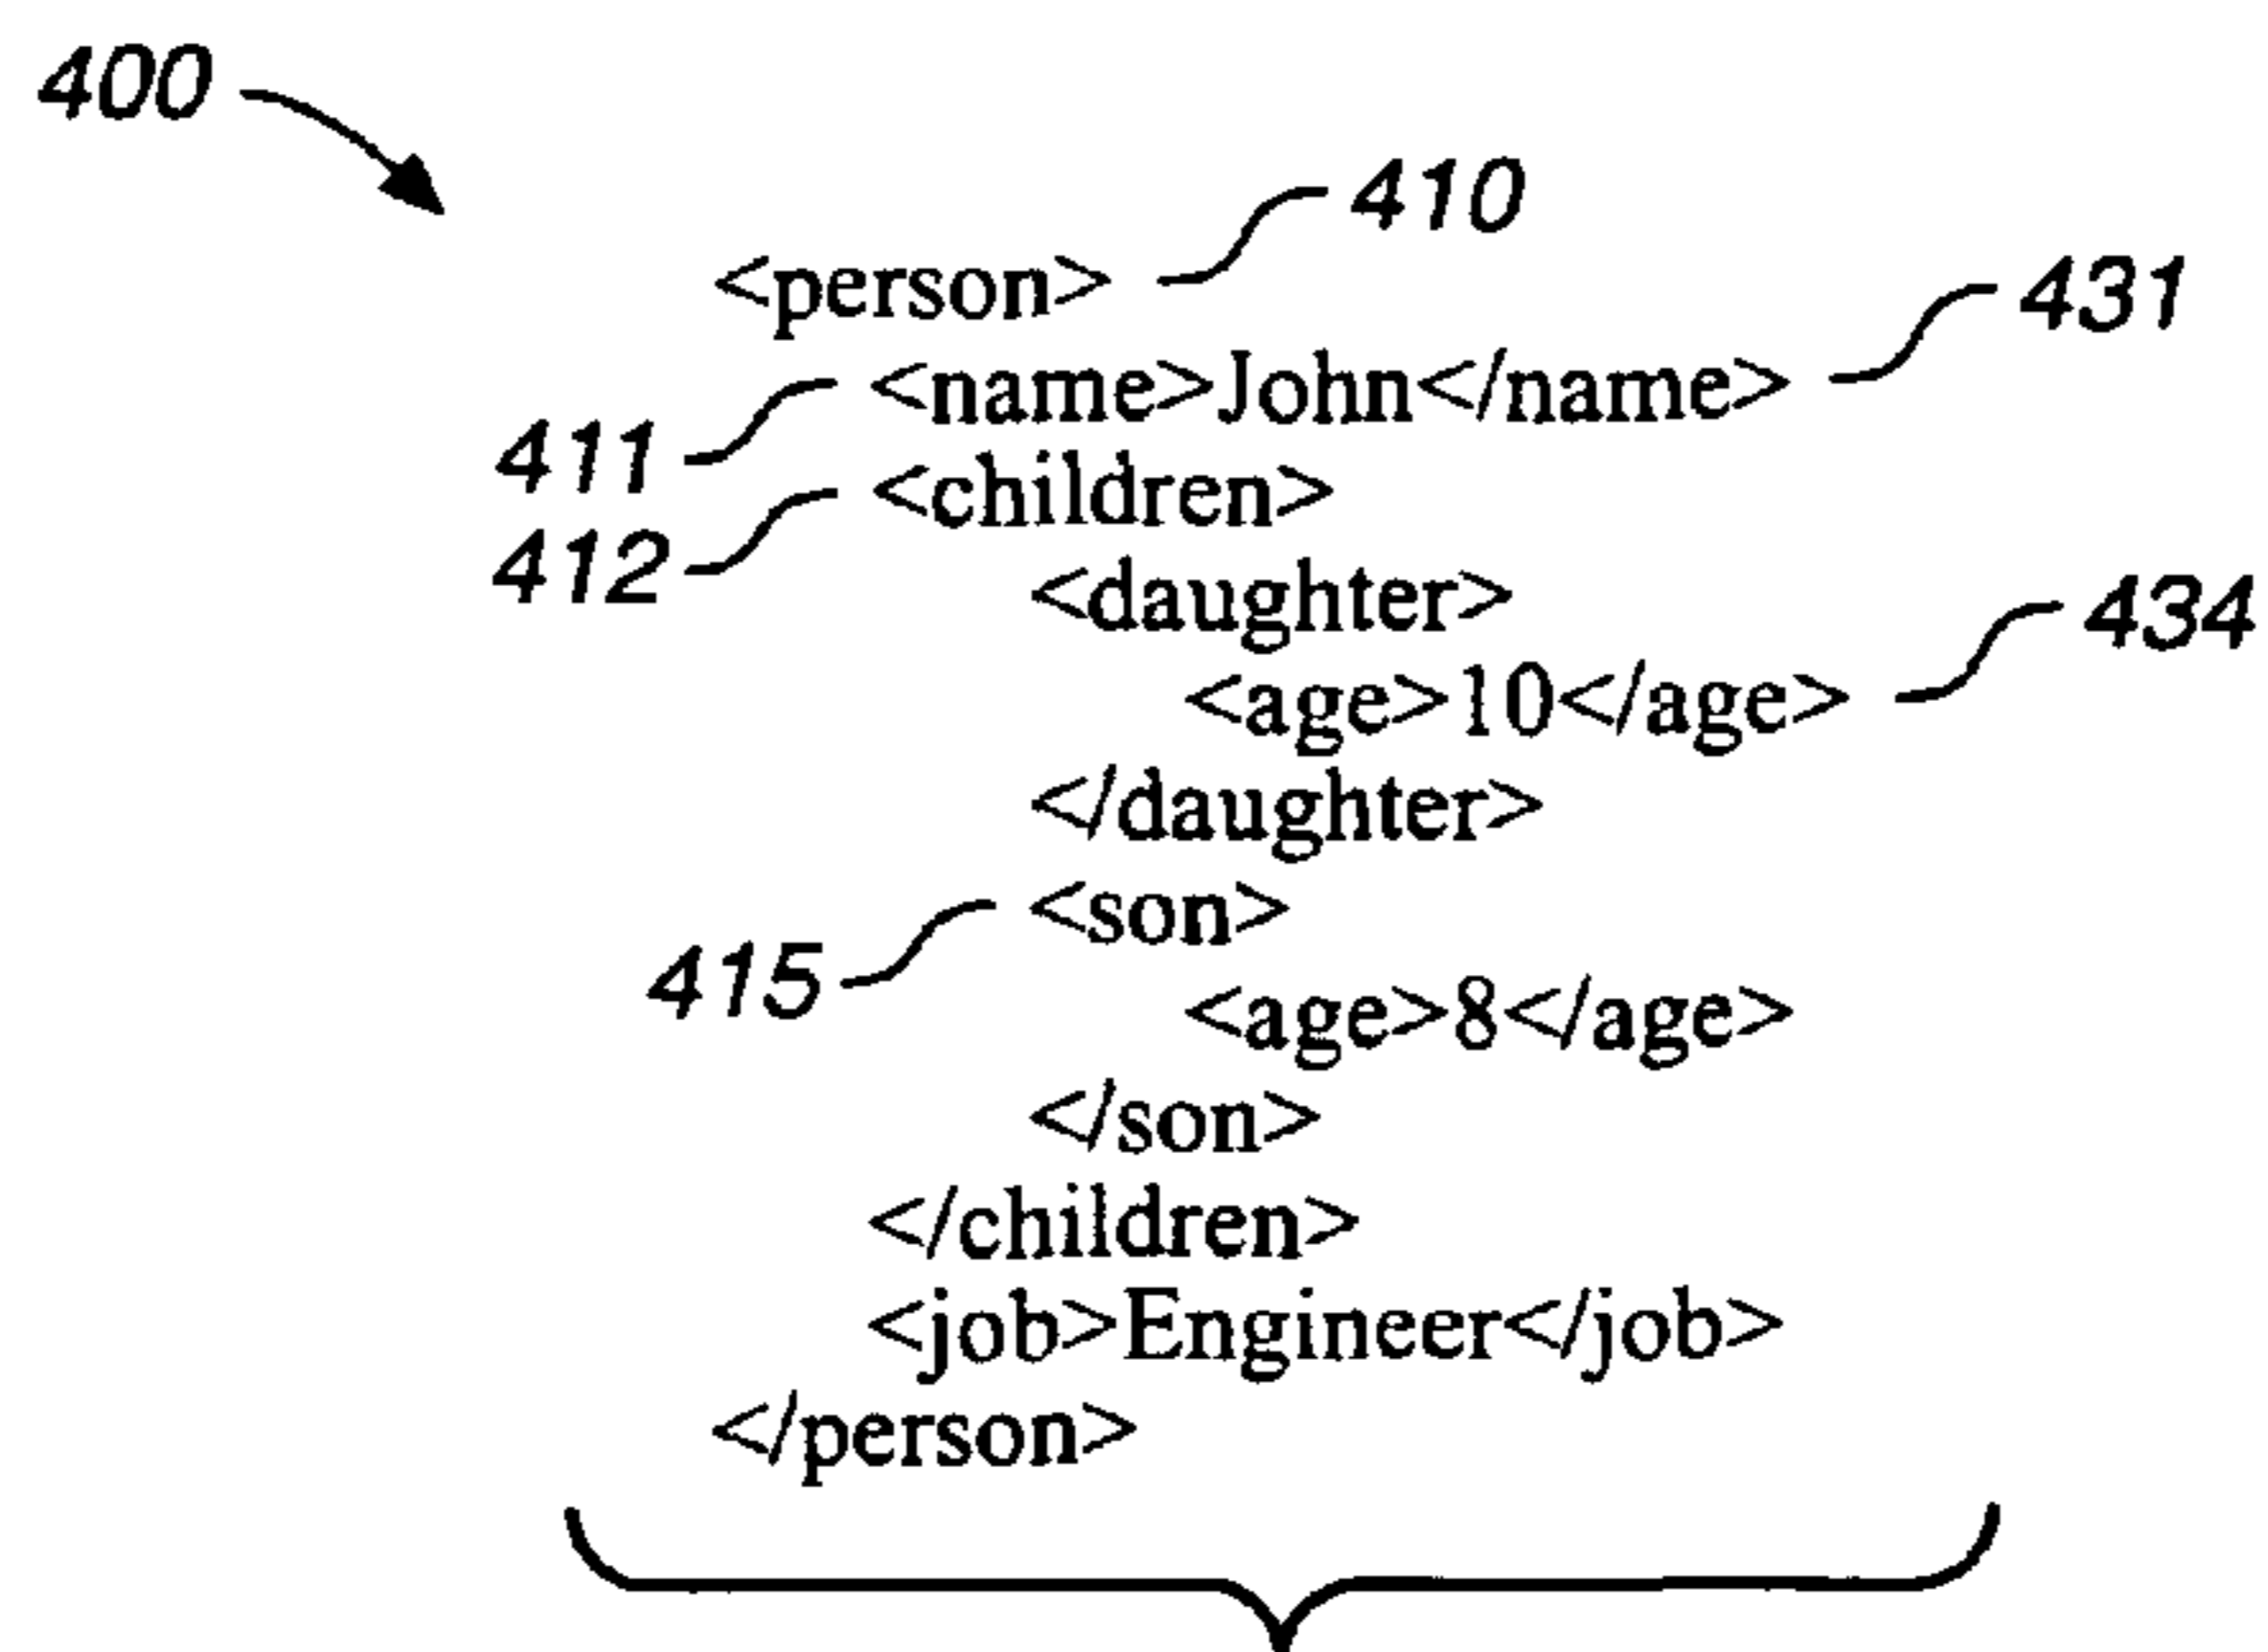 400
<person> 410
<name>John</name> 431
411
<children>
412
<daughter>
<age>10</age> 434
</daughter>
<son>
415
<age>8</age>
</son>
</children>
<job>Engineer</job>
</person>